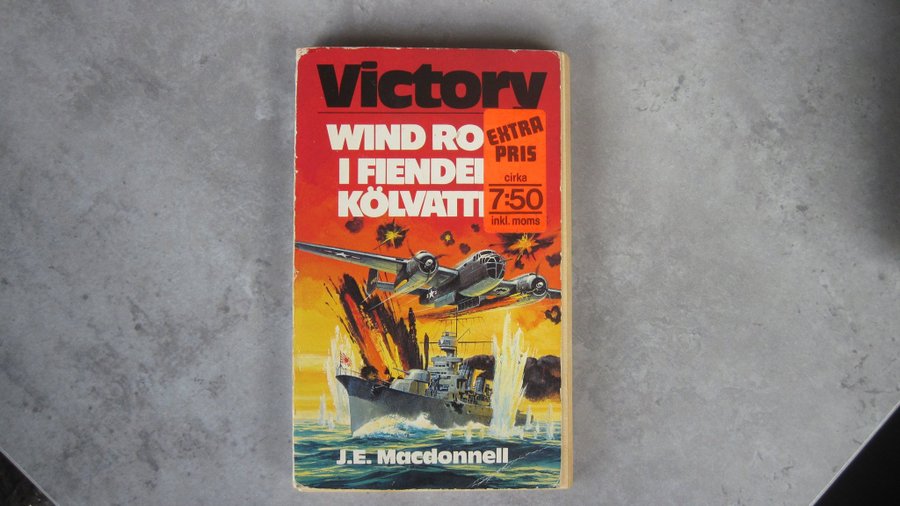 Victory
WIND RO
I FIENDE
KÖLVATT
EXTRA
PRIS
cirka
7:50
inkl. moms
J.E. Macdonnell